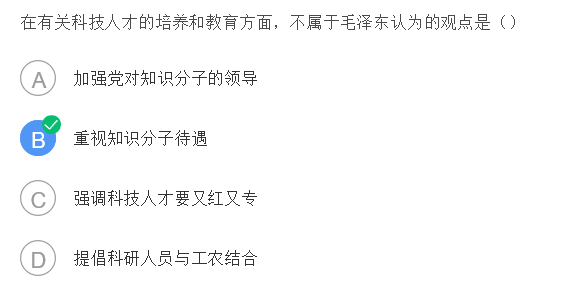 在有关科技人才的培养和教育方面，不属于毛泽东认为的观点是（）
A 加强党对知识分子的领导
B 重视知识分子待遇
C 强调科技人才要又红又专
D 提倡科研人员与工农结合